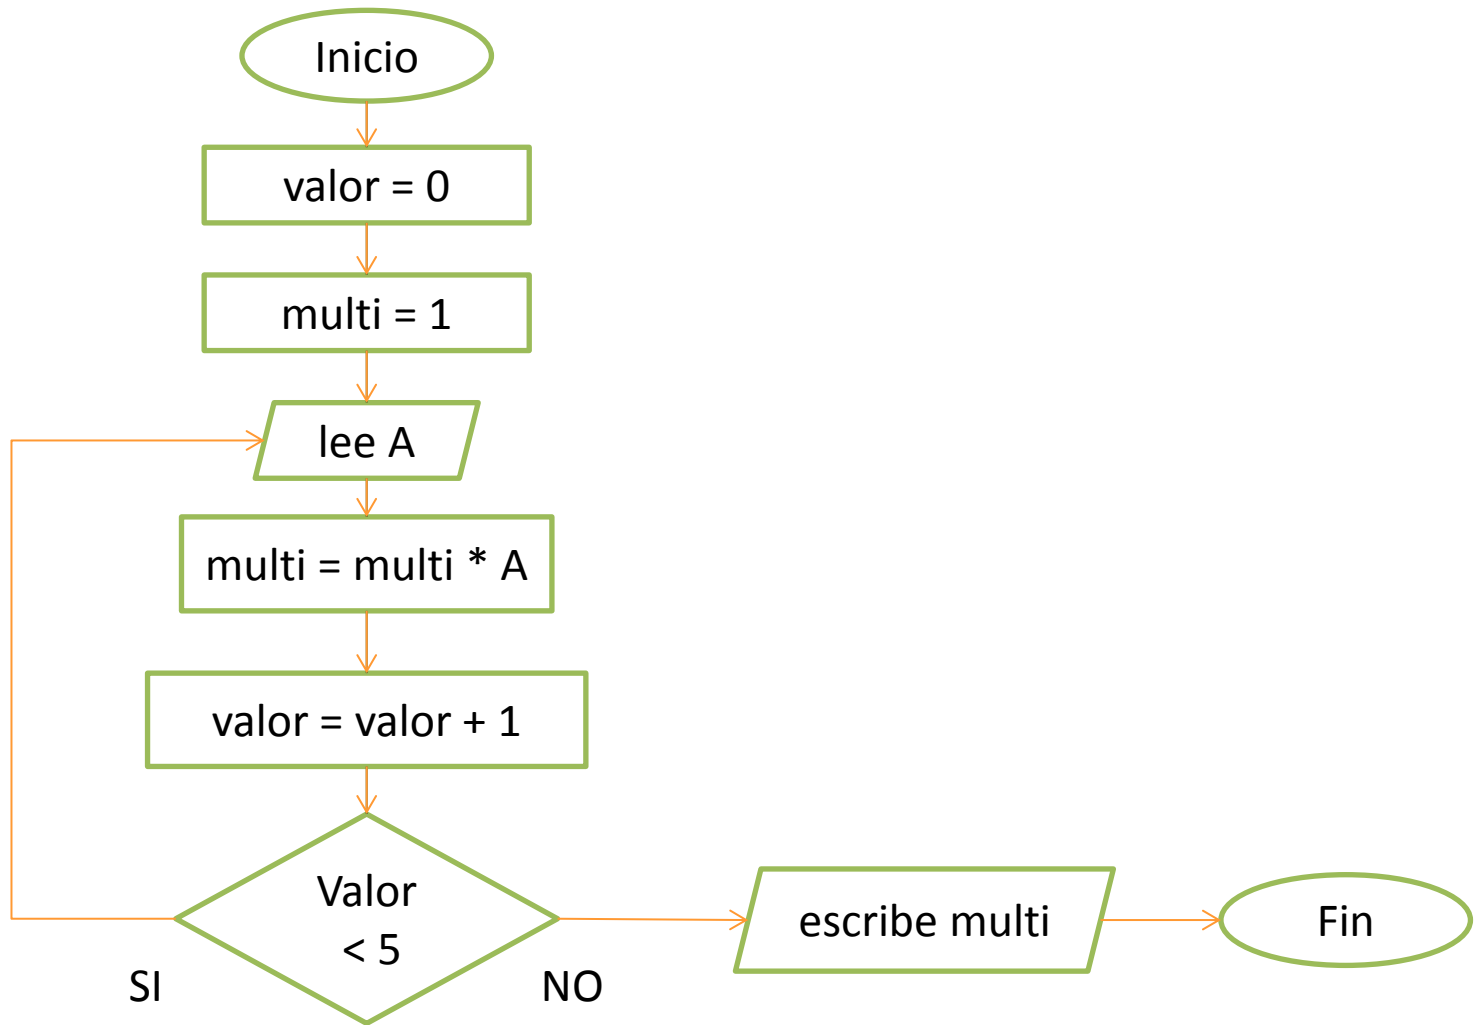 Inicio
valor = 0
multi = 1
lee A
multi = multi * A
valor = valor + 1
Valor
< 5
SI
NO
escribe multi
Fin